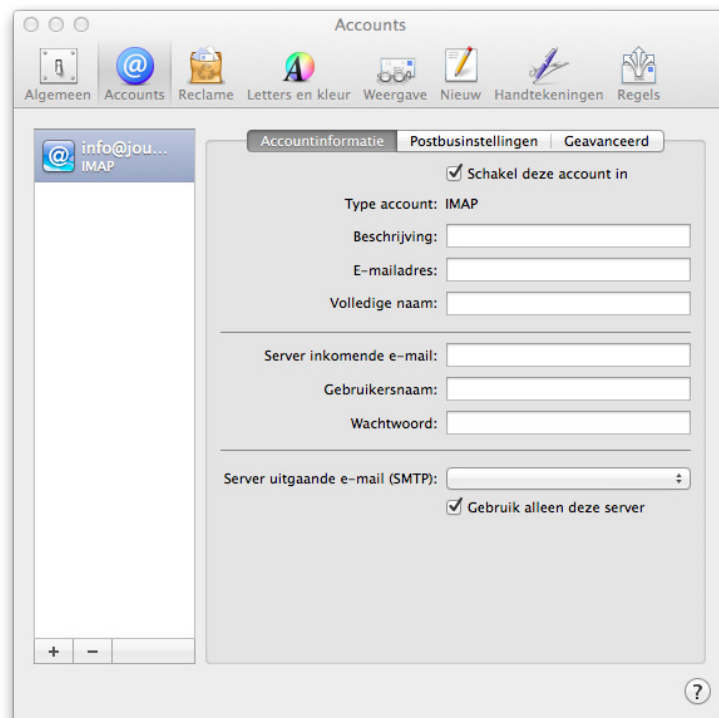 Accounts
Algemeen Accounts Reclame Letters en kleur Weergave Nieuw Handtekeningen Regels
info@jou...
IMAP
Accountinformatie Postbusinstellingen Geavanceerd
Schakel deze account in
Type account: IMAP
Beschrijving:
E-mailadres:
Volledige naam:
Server inkomende e-mail:
Gebruikersnaam:
Wachtwoord:
Server uitgaande e-mail (SMTP):
Gebruik alleen deze server
+ −
?